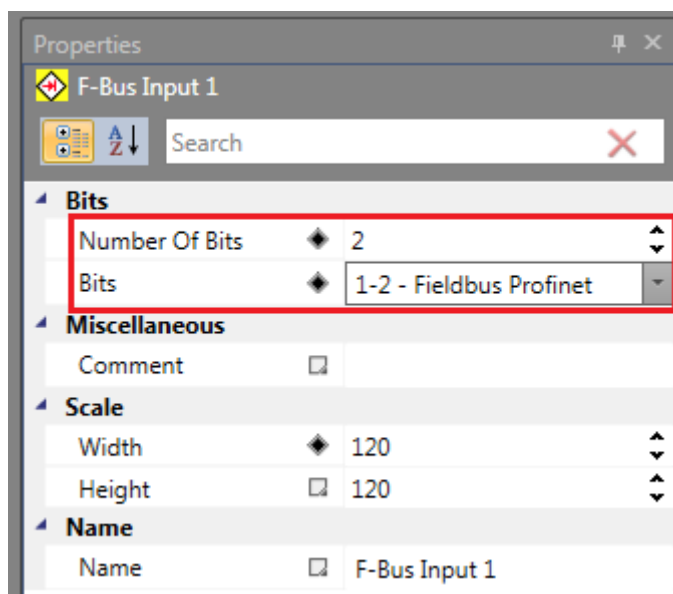 Properties
F-Bus Input 1
A Z Search
Bits
Number Of Bits 2
Bits 1-2 - Fieldbus Profinet
Miscellaneous
Comment
Scale
Width 120
Height 120
Name
Name F-Bus Input 1